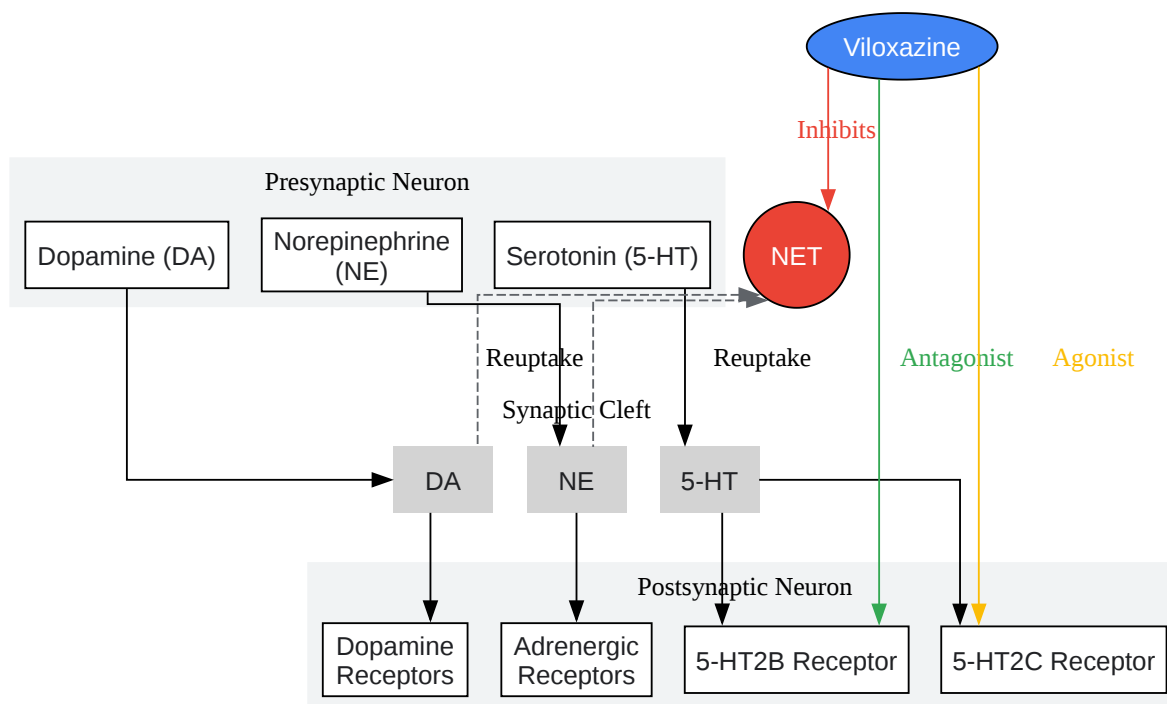 Viloxazine
Inhibits
Presynaptic Neuron
Dopamine (DA)
Norepinephrine
(NE)
Serotonin (5-HT)
NET
Reuptake
Reuptake
Antagonist
Agonist
Synaptic Cleft
DA
NE
5-HT
Postsynaptic Neuron
Dopamine
Receptors
Adrenergic
Receptors
5-HT2B Receptor
5-HT2C Receptor